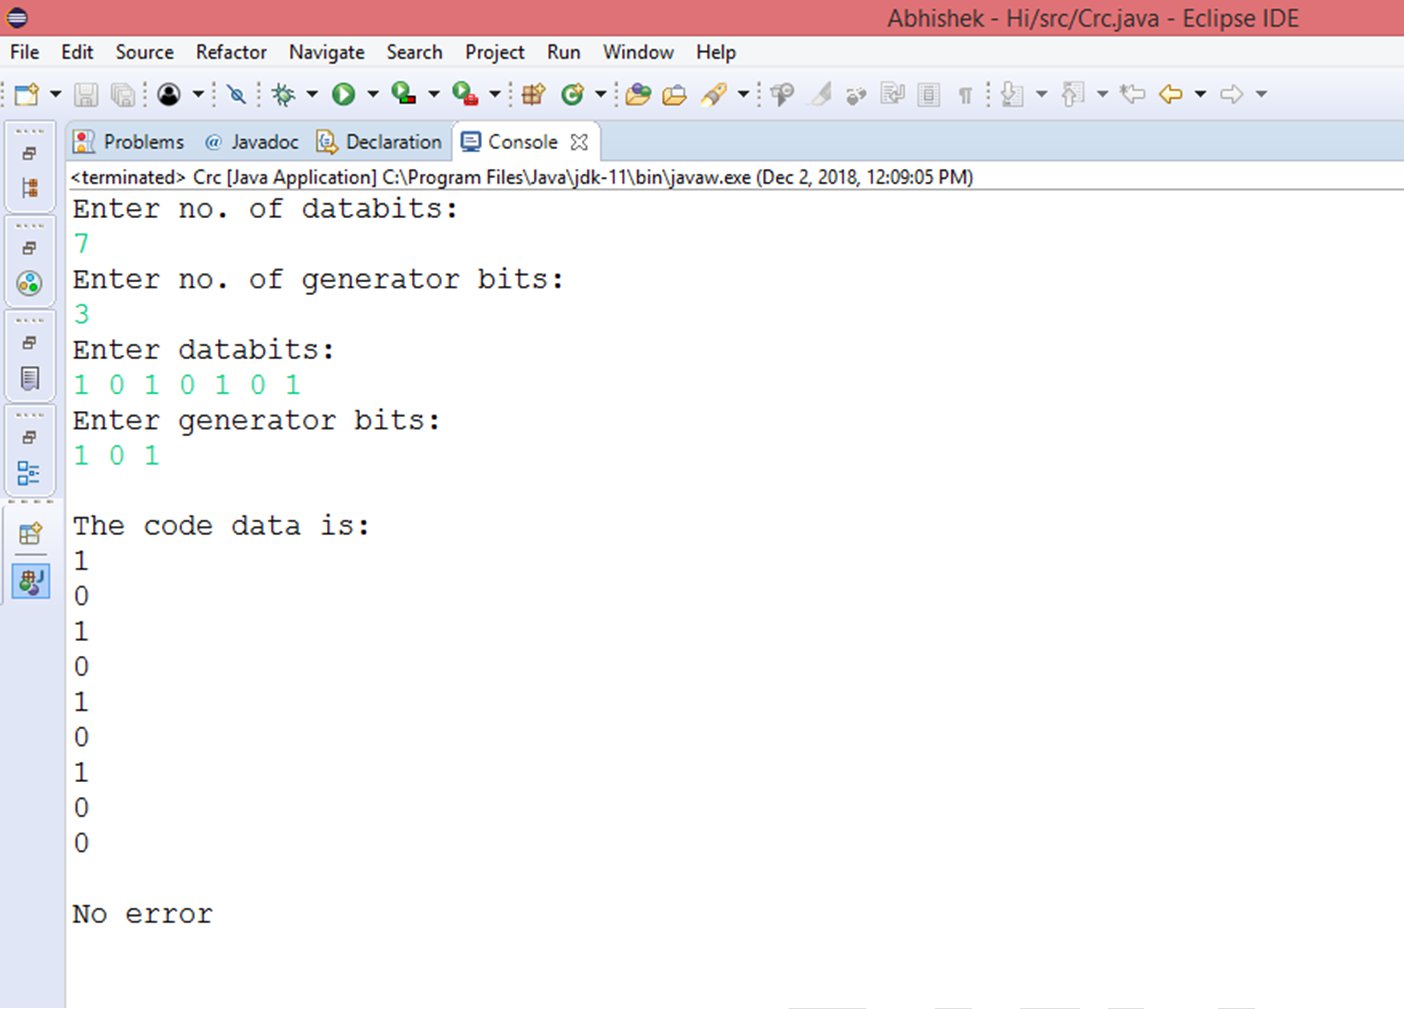 Abhishek - Hi/src/Crc.java - Eclipse IDE
File Edit Source Refactor Navigate Search Project Run Window Help
Problems @ Javadoc Declaration Console
<terminated> Crc [Java Application] C:\Program Files\Java\jdk-11\bin\javaw.exe (Dec 2, 2018, 12:09:05 PM)
Enter no. of databits:
7
Enter no. of generator bits:
3
Enter databits:
1 0 1 0 1 0 1
Enter generator bits:
1 0 1
The code data is:
1
0
1
0
1
0
1
0
0
No error